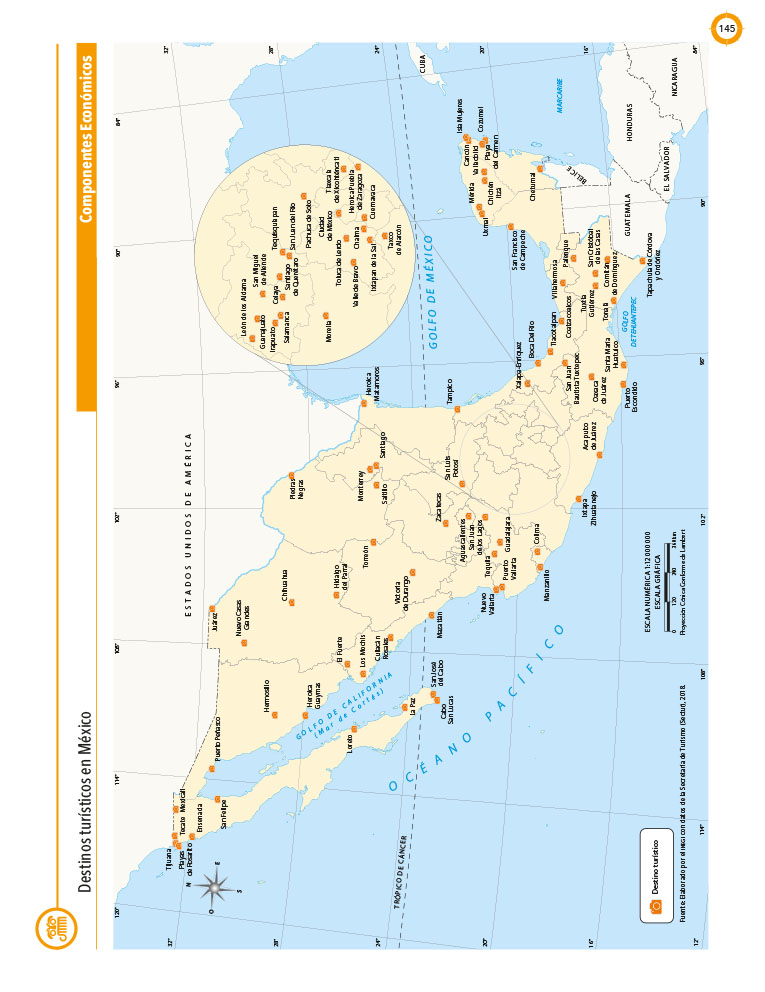 145
Componentes Económicos
Destinos turísticos en México
120°
114°
108°
102°
96°
90°
84°
32°
28°
24°
20°
16°
12°
ESTADOS UNIDOS DE AMÉRICA
Tijuana
Tecate
Mexicali
Playas
de Rosarito
Ensenada
San Felipe
Puerto Peñasco
Juárez
Nuevo Casas
Grandes
Hermosillo
Heroica
Guaymas
Chihuahua
Hidalgo
del Parral
Piedras
Negras
El Fuerte
Los Mochis
Culiacán
Rosales
Loreto
La Paz
San José
del Cabo
Cabo
San Lucas
Mazatlán
Victoria
de Durango
Torreón
Monterrey
Saltillo
Santiago
Heroica
Matamoros
Tampico
San Luis
Potosí
Zacatecas
Aguascalientes
San Juan
de los Lagos
Tequila
Guadalajara
Nuevo
Vallarta
Puerto
Vallarta
Colima
Manzanillo
Ixtapa
Zihuatanejo
Acapulco
de Juárez
Puerto
Escondido
Santa María
Huatulco
Oaxaca
de Juárez
San Juan
Bautista Tuxtepec
Xalapa-Enríquez
Boca Del Río
Tlacotalpan
Coatzacoalcos
Villahermosa
Palenque
Tuxtla
Gutiérrez
San Cristóbal
de las Casas
Comitán
de Domínguez
Tonalá
Tapachula de Córdova
y Ordóñez
San Francisco
de Campeche
Uxmal
Mérida
Chichén
Itzá
Valladolid
Cancún
Isla Mujeres
Cozumel
Playa
del Carmen
Chetumal
León de los Aldama
San Miguel
de Allende
Guanajuato
Irapuato
Celaya
Salamanca
Santiago
de Querétaro
Tequisquiapan
San Juan del Río
Pachuca de Soto
Morelia
Toluca de Lerdo
Valle de Bravo
Ciudad
de México
Chalma
Ixtapan de la Sal
Tlaxcala
de Xicohténcatl
Heroica Puebla
de Zaragoza
Cuernavaca
Taxco
de Alarcón
GOLFO DE MÉXICO
GOLFO DE CALIFORNIA
(Mar de Cortés)
OCÉANO PACÍFICO
GOLFO
DE TEHUANTEPEC
MAR CARIBE
CUBA
BELICE
GUATEMALA
HONDURAS
EL SALVADOR
NICARAGUA
TRÓPICO DE CÁNCER
N
E
S
O
Destino turístico
ESCALA NUMÉRICA 1:12 000 000
ESCALA GRÁFICA
0 120 240 360 km
Proyección Cónica Conforme de Lambert
Fuente: Elaborado por el INEGI con datos de la Secretaría de Turismo (Sectur), 2018.